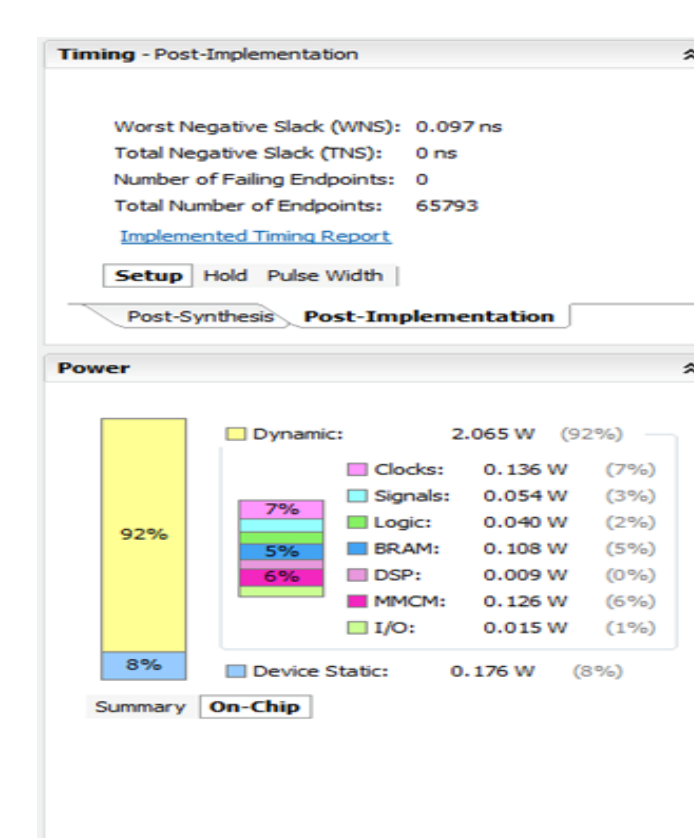 Timing - Post-Implementation
Worst Negative Slack (WNS): 0.097 ns
Total Negative Slack (TNS): 0 ns
Number of Failing Endpoints: 0
Total Number of Endpoints: 65793
Implemented Timing Report
Setup Hold Pulse Width
Post-Synthesis Post-Implementation
Power
Dynamic: 2.065 W (92%)
Clocks: 0.136 W (7%)
Signals: 0.054 W (3%)
7%
Logic: 0.040 W (2%)
92%
5%
BRAM: 0.108 W (5%)
6%
DSP: 0.009 W (0%)
MMCM: 0.126 W (6%)
I/O: 0.015 W (1%)
8%
Device Static: 0.176 W (8%)
Summary On-Chip